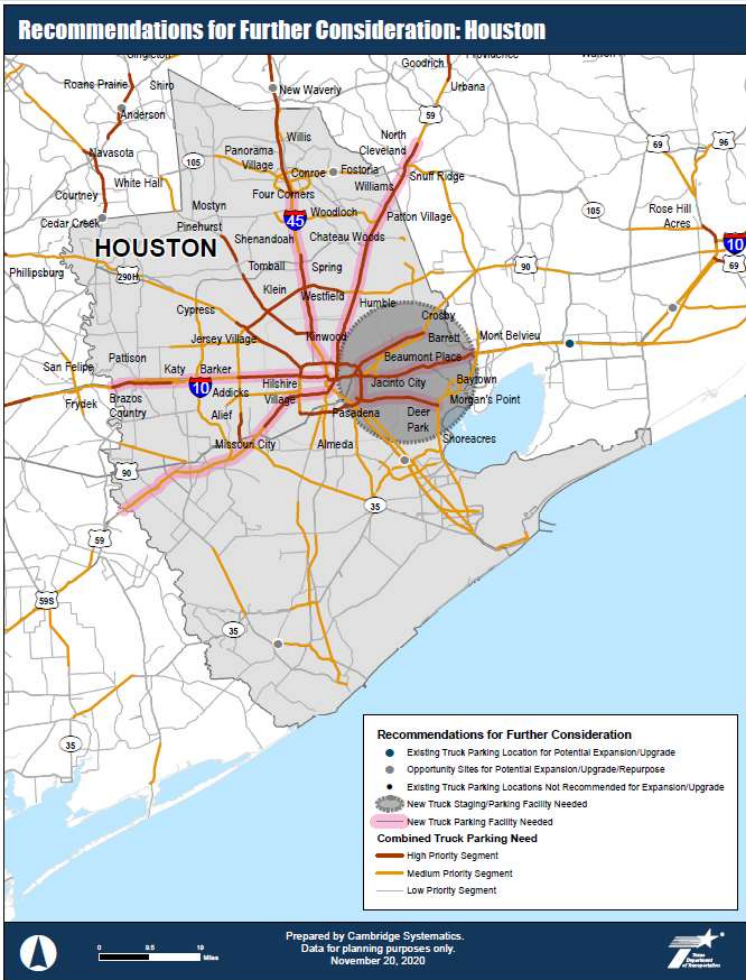 Recommendations for Further Consideration: Houston
Goodrich
Roans Prairie
Shiro
New Waverly
Urbana
Anderson
59
Willis
North
Cleveland
69
96
Navasota
105
Panorama
Village
Conroe
Fostoria
Williams
Snuff Ridge
White Hall
Courtney
Four Corners
Mostyn
45
Woodloch
Patton Village
105
Rose Hill
Acres
Cedar Creek
Pinehurst
Shenandoah
Chateau Woods
10
HOUSTON
Tomball
Spring
90
69
Phillipsburg
290H
Klein
Westfield
Humble
Cypress
Crosby
Jersey Village
Kinwood
Barrett
Mont Belvieu
Pattison
Beaumont Place
San Felipe
Katy
Barker
10
Addicks
Hilshire
Village
Jacinto City
Baytown
Frydek
Brazos
Country
Morgan's Point
Alief
Pasadena
Deer
Park
Missouri City
Almeda
Shoreacres
90
35
59
59S
35
35
Recommendations for Further Consideration
Existing Truck Parking Location for Potential Expansion/Upgrade
Opportunity Sites for Potential Expansion/Upgrade/Repurpose
Existing Truck Parking Locations Not Recommended for Expansion/Upgrade
New Truck Staging/Parking Facility Needed
New Truck Parking Facility Needed
Combined Truck Parking Need
High Priority Segment
Medium Priority Segment
Low Priority Segment
0 9.5 19
Miles
Prepared by Cambridge Systematics.
Data for planning purposes only.
November 20, 2020
Texas
Department
of Transportation